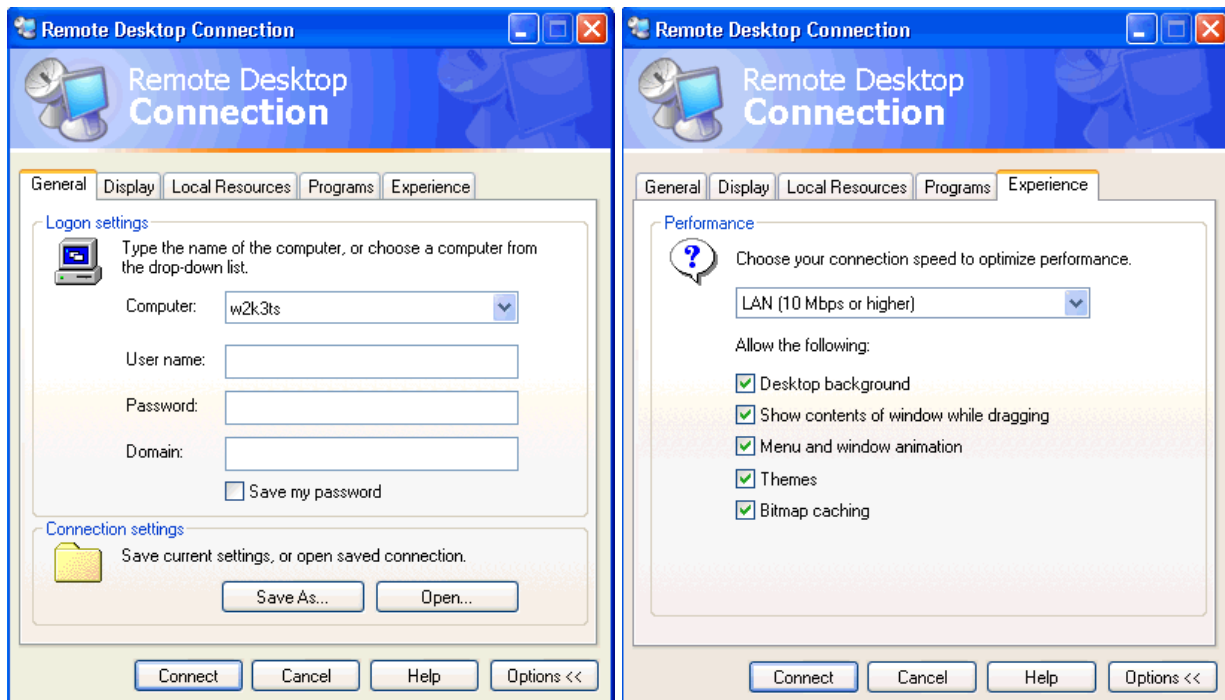 Remote Desktop Connection
Remote Desktop
Connection
General Display Local Resources Programs Experience
Logon settings
Type the name of the computer, or choose a computer from
the drop-down list.
Computer: w2k3ts
User name:
Password:
Domain:
Save my password
Connection settings
Save current settings, or open saved connection.
Save As... Open...
Connect Cancel Help Options <<
Remote Desktop Connection
Remote Desktop
Connection
General Display Local Resources Programs Experience
Performance
Choose your connection speed to optimize performance.
LAN (10 Mbps or higher)
Allow the following:
Desktop background
Show contents of window while dragging
Menu and window animation
Themes
Bitmap caching
Connect Cancel Help Options <<